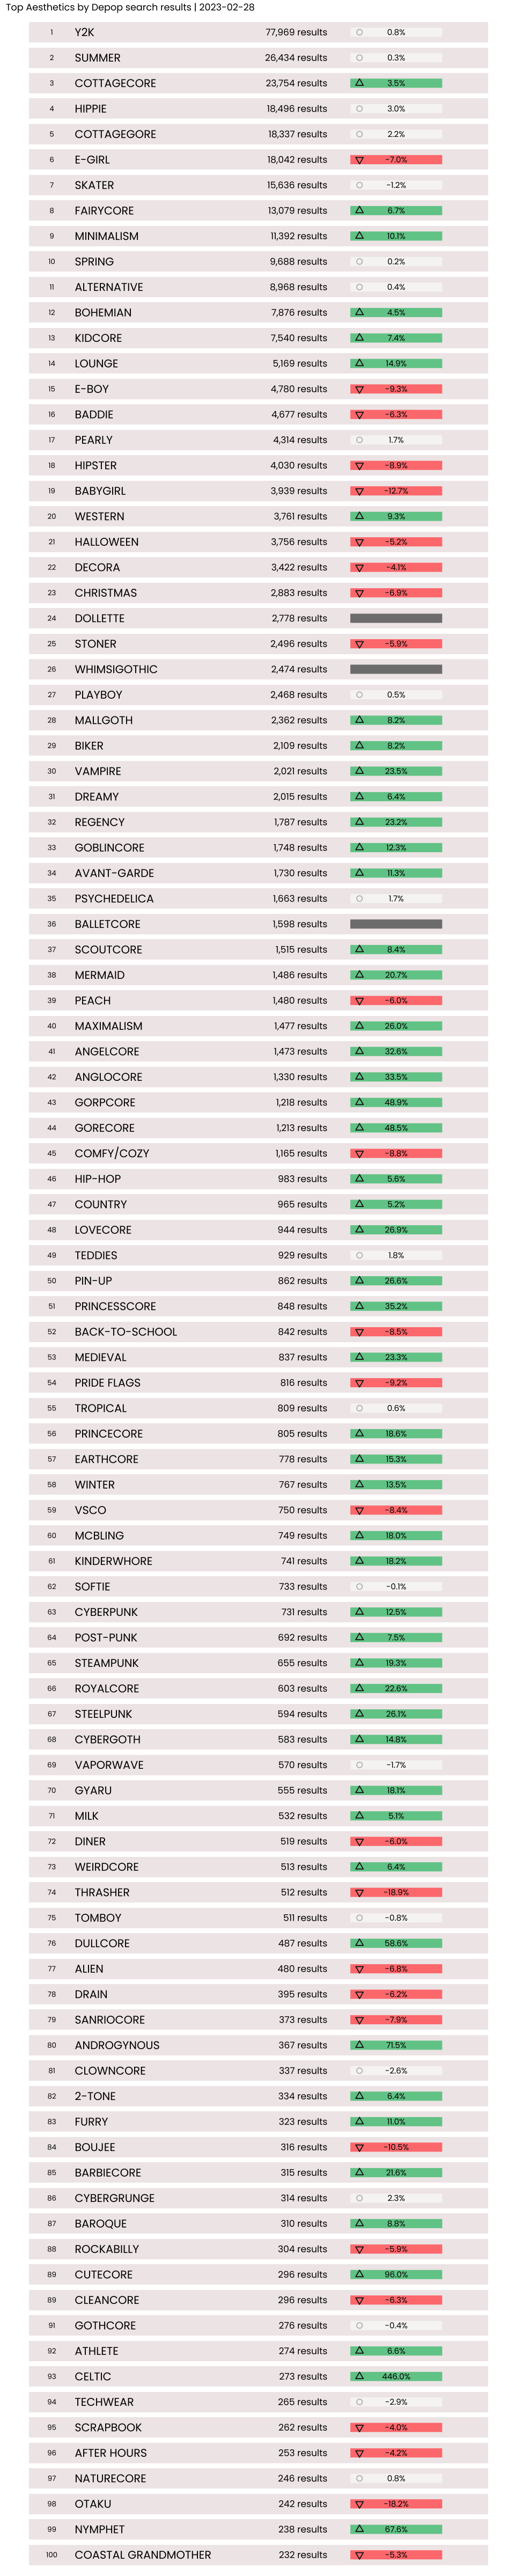 Top Aesthetics by Depop search results | 2023-02-28
1 Y2K 77,969 results 0.8%
2 SUMMER 26,434 results 0.3%
3 COTTAGECORE 23,754 results 3.5%
4 HIPPIE 18,496 results 3.0%
5 COTTAGEGORE 18,337 results 2.2%
6 E-GIRL 18,042 results -7.0%
7 SKATER 15,636 results -1.2%
8 FAIRYCORE 13,079 results 6.7%
9 MINIMALISM 11,392 results 10.1%
10 SPRING 9,688 results 0.2%
11 ALTERNATIVE 8,968 results 0.4%
12 BOHEMIAN 7,876 results 4.5%
13 KIDCORE 7,540 results 7.4%
14 LOUNGE 5,169 results 14.9%
15 E-BOY 4,780 results -9.3%
16 BADDIE 4,677 results -6.3%
17 PEARLY 4,314 results 1.7%
18 HIPSTER 4,030 results -8.9%
19 BABYGIRL 3,939 results -12.7%
20 WESTERN 3,761 results 9.3%
21 HALLOWEEN 3,756 results -5.2%
22 DECORA 3,422 results -4.1%
23 CHRISTMAS 2,883 results -6.9%
24 DOLLETTE 2,778 results
25 STONER 2,496 results -5.9%
26 WHIMSIGOTHIC 2,474 results
27 PLAYBOY 2,468 results 0.5%
28 MALLGOTH 2,362 results 8.2%
29 BIKER 2,109 results 8.2%
30 VAMPIRE 2,021 results 23.5%
31 DREAMY 2,015 results 6.4%
32 REGENCY 1,787 results 23.2%
33 GOBLINCORE 1,748 results 12.3%
34 AVANT-GARDE 1,730 results 11.3%
35 PSYCHEDELICA 1,663 results 1.7%
36 BALLETCORE 1,598 results
37 SCOUTCORE 1,515 results 8.4%
38 MERMAID 1,486 results 20.7%
39 PEACH 1,480 results -6.0%
40 MAXIMALISM 1,477 results 26.0%
41 ANGELCORE 1,473 results 32.6%
42 ANGLOCORE 1,330 results 33.5%
43 GORPCORE 1,218 results 48.9%
44 GORECORE 1,213 results 48.5%
45 COMFY/COZY 1,165 results -8.8%
46 HIP-HOP 983 results 5.6%
47 COUNTRY 965 results 5.2%
48 LOVECORE 944 results 26.9%
49 TEDDIES 929 results 1.8%
50 PIN-UP 862 results 26.6%
51 PRINCESSCORE 848 results 35.2%
52 BACK-TO-SCHOOL 842 results -8.5%
53 MEDIEVAL 837 results 23.3%
54 PRIDE FLAGS 816 results -9.2%
55 TROPICAL 809 results 0.6%
56 PRINCECORE 805 results 18.6%
57 EARTHCORE 778 results 15.3%
58 WINTER 767 results 13.5%
59 VSCO 750 results -8.4%
60 MCBLING 749 results 18.0%
61 KINDERWHORE 741 results 18.2%
62 SOFTIE 733 results -0.1%
63 CYBERPUNK 731 results 12.5%
64 POST-PUNK 692 results 7.5%
65 STEAMPUNK 655 results 19.3%
66 ROYALCORE 603 results 22.6%
67 STEELPUNK 594 results 26.1%
68 CYBERGOTH 583 results 14.8%
69 VAPORWAVE 570 results -1.7%
70 GYARU 555 results 18.1%
71 MILK 532 results 5.1%
72 DINER 519 results -6.0%
73 WEIRDCORE 513 results 6.4%
74 THRASHER 512 results -18.9%
75 TOMBOY 511 results -0.8%
76 DULLCORE 487 results 58.6%
77 ALIEN 480 results -6.8%
78 DRAIN 395 results -6.2%
79 SANRIOCORE 373 results -7.9%
80 ANDROGYNOUS 367 results 71.5%
81 CLOWNCORE 337 results -2.6%
82 2-TONE 334 results 6.4%
83 FURRY 323 results 11.0%
84 BOUJEE 316 results -10.5%
85 BARBIECORE 315 results 21.6%
86 CYBERGRUNGE 314 results 2.3%
87 BAROQUE 310 results 8.8%
88 ROCKABILLY 304 results -5.9%
89 CUTECORE 296 results 96.0%
89 CLEANCORE 296 results -6.3%
91 GOTHCORE 276 results -0.4%
92 ATHLETE 274 results 6.6%
93 CELTIC 273 results 446.0%
94 TECHWEAR 265 results -2.9%
95 SCRAPBOOK 262 results -4.0%
96 AFTER HOURS 253 results -4.2%
97 NATURECORE 246 results 0.8%
98 OTAKU 242 results -18.2%
99 NYMPHET 238 results 67.6%
100 COASTAL GRANDMOTHER 232 results -5.3%